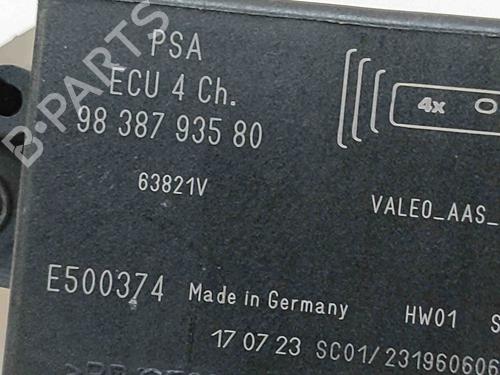 PSA
ECU 4 Ch.
98 387 935 80
4x
63821V
VALEO_AAS_
E500374 Made in Germany HW01 S
17 07 23 SC01/231960606
B-PARTS